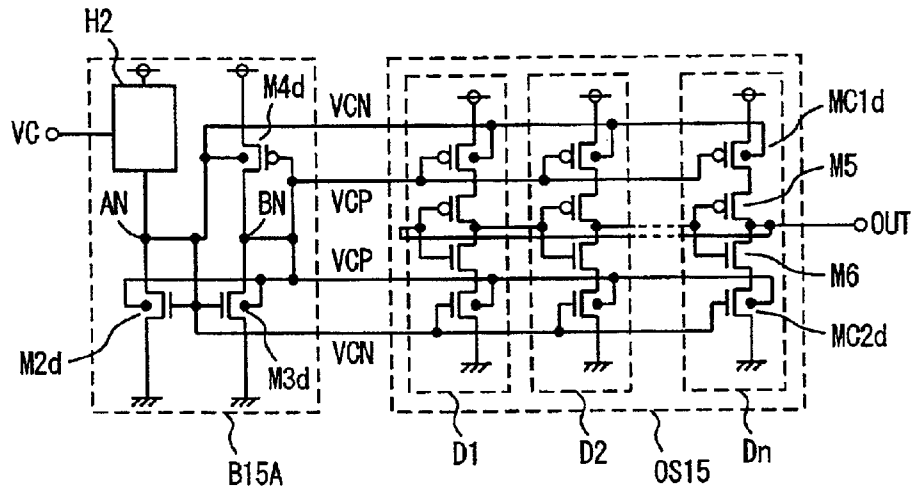 H2
M4d
VCN
MC1d
VC
VCP
M5
AN
BN
OUT
VCP
M6
M2d
M3d
VCN
MC2d
D1
D2
Dn
B15A
OS15